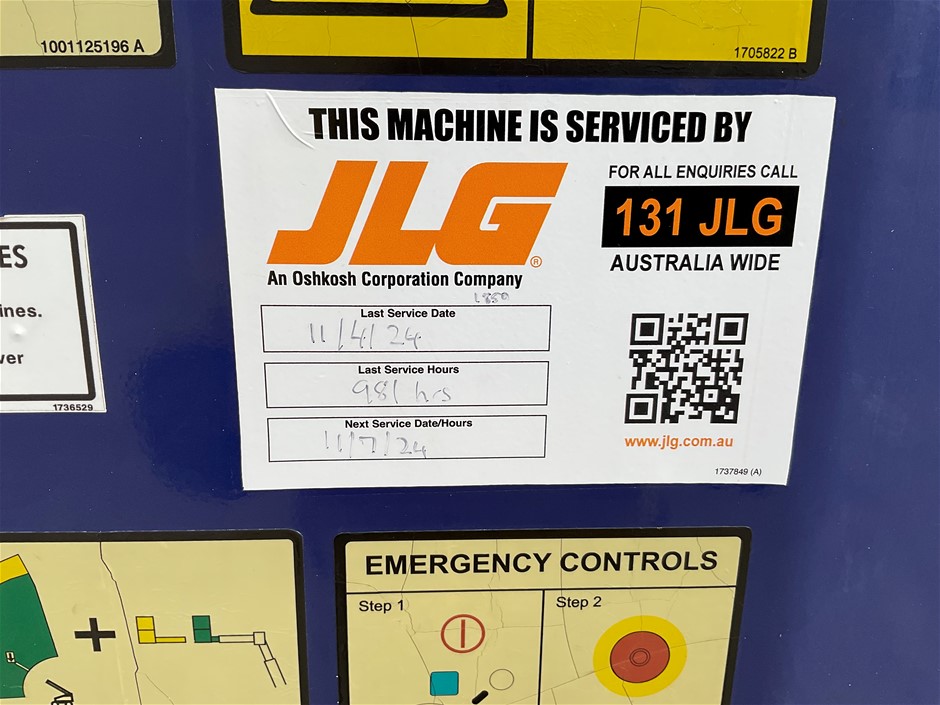 1001125196 A
1705822 B
THIS MACHINE IS SERVICED BY
JLG®
An Oshkosh Corporation Company
FOR ALL ENQUIRIES CALL
131 JLG
AUSTRALIA WIDE
1850
Last Service Date
11/4/24
Last Service Hours
981 hrs
Next Service Date/Hours
11/7/24
www.jlg.com.au
1737849 (A)
ES
ines.
ver
1736529
EMERGENCY CONTROLS
Step 1
Step 2